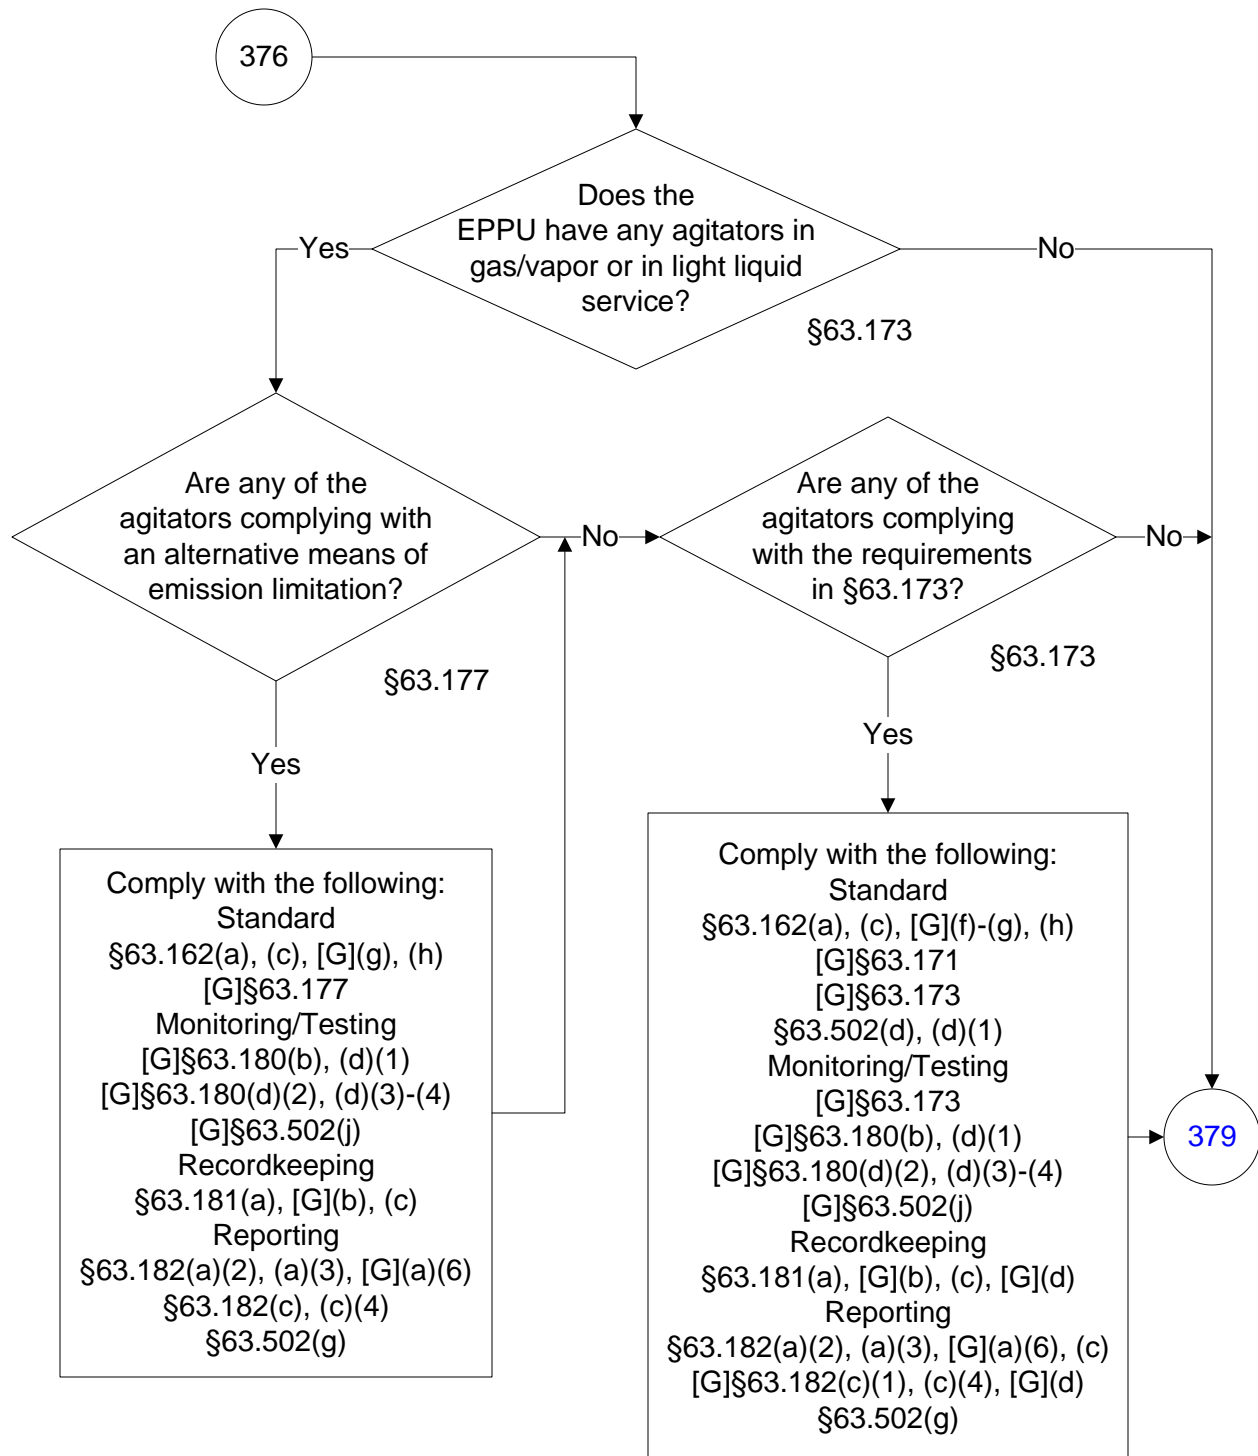 376
Does the
EPPU have any agitators in
gas/vapor or in light liquid
service?
Yes
No
§63.173
Are any of the
agitators complying with
an alternative means of
emission limitation?
No
§63.177
Yes
Are any of the
agitators complying
with the requirements
in §63.173?
No
§63.173
Yes
Comply with the following:
Standard
§63.162(a), (c), [G](g), (h)
[G]§63.177
Monitoring/Testing
[G]§63.180(b), (d)(1)
[G]§63.180(d)(2), (d)(3)-(4)
[G]§63.502(j)
Recordkeeping
§63.181(a), [G](b), (c)
Reporting
§63.182(a)(2), (a)(3), [G](a)(6)
§63.182(c), (c)(4)
§63.502(g)
Comply with the following:
Standard
§63.162(a), (c), [G](f)-(g), (h)
[G]§63.171
[G]§63.173
§63.502(d), (d)(1)
Monitoring/Testing
[G]§63.173
[G]§63.180(b), (d)(1)
[G]§63.180(d)(2), (d)(3)-(4)
[G]§63.502(j)
Recordkeeping
§63.181(a), [G](b), (c), [G](d)
Reporting
§63.182(a)(2), (a)(3), [G](a)(6), (c)
[G]§63.182(c)(1), (c)(4), [G](d)
§63.502(g)
379